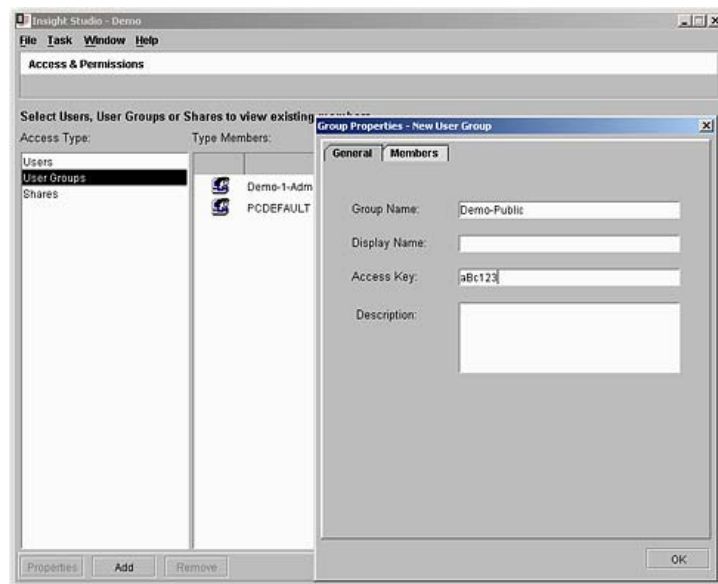 Insight Studio - Demo
File Task Window Help
Access & Permissions
Select Users, User Groups or Shares to view existing
Access Type:
Type Members:
Users
User Groups
Shares
Demo-1-Adm
PCDEFAULT
Group Properties - New User Group
General Members
Group Name: Demo-Public
Display Name:
Access Key: aBc123
Description:
OK
Properties Add Remove